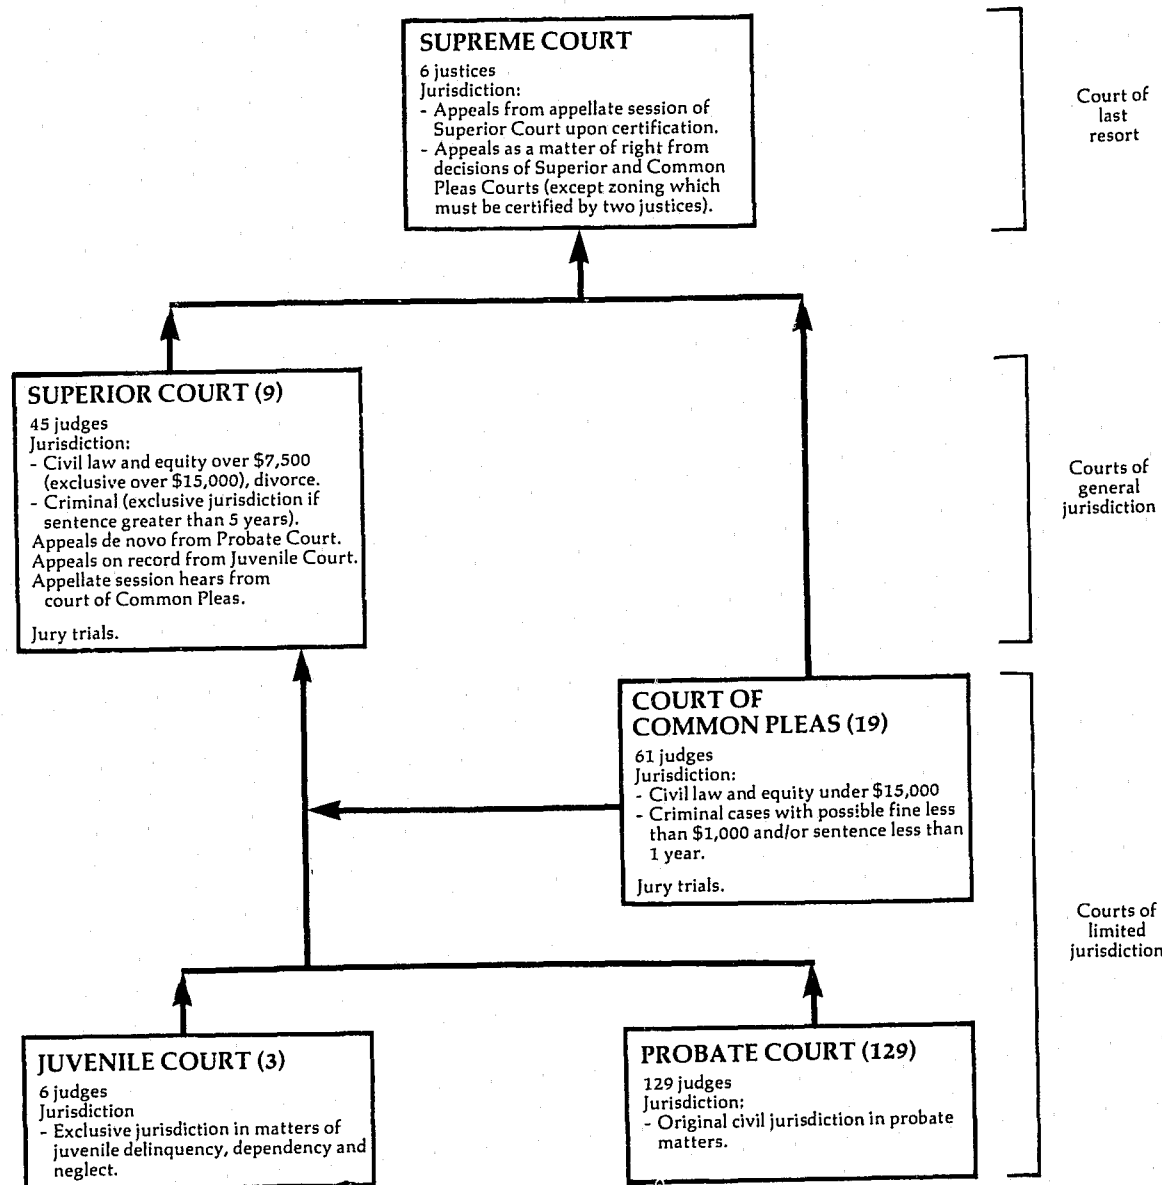 SUPREME COURT
6 justices
Jurisdiction:
- Appeals from appellate session of
Superior Court upon certification.
- Appeals as a matter of right from
decisions of Superior and Common
Pleas Courts (except zoning which
must be certified by two justices).
Court of
last
resort
SUPERIOR COURT (9)
45 judges
Jurisdiction:
- Civil law and equity over $7,500
(exclusive over $15,000), divorce.
- Criminal (exclusive jurisdiction if
sentence greater than 5 years).
Appeals de novo from Probate Court.
Appeals on record from Juvenile Court.
Appellate session hears from
court of Common Pleas.
Jury trials.
Courts of
general
jurisdiction
COURT OF
COMMON PLEAS (19)
61 judges
Jurisdiction:
- Civil law and equity under $15,000
- Criminal cases with possible fine less
than $1,000 and/or sentence less than
1 year.
Jury trials.
Courts of
limited
jurisdiction
JUVENILE COURT (3)
6 judges
Jurisdiction
- Exclusive jurisdiction in matters of
juvenile delinquency, dependency and
neglect.
PROBATE COURT (129)
129 judges
Jurisdiction:
- Original civil jurisdiction in probate
matters.